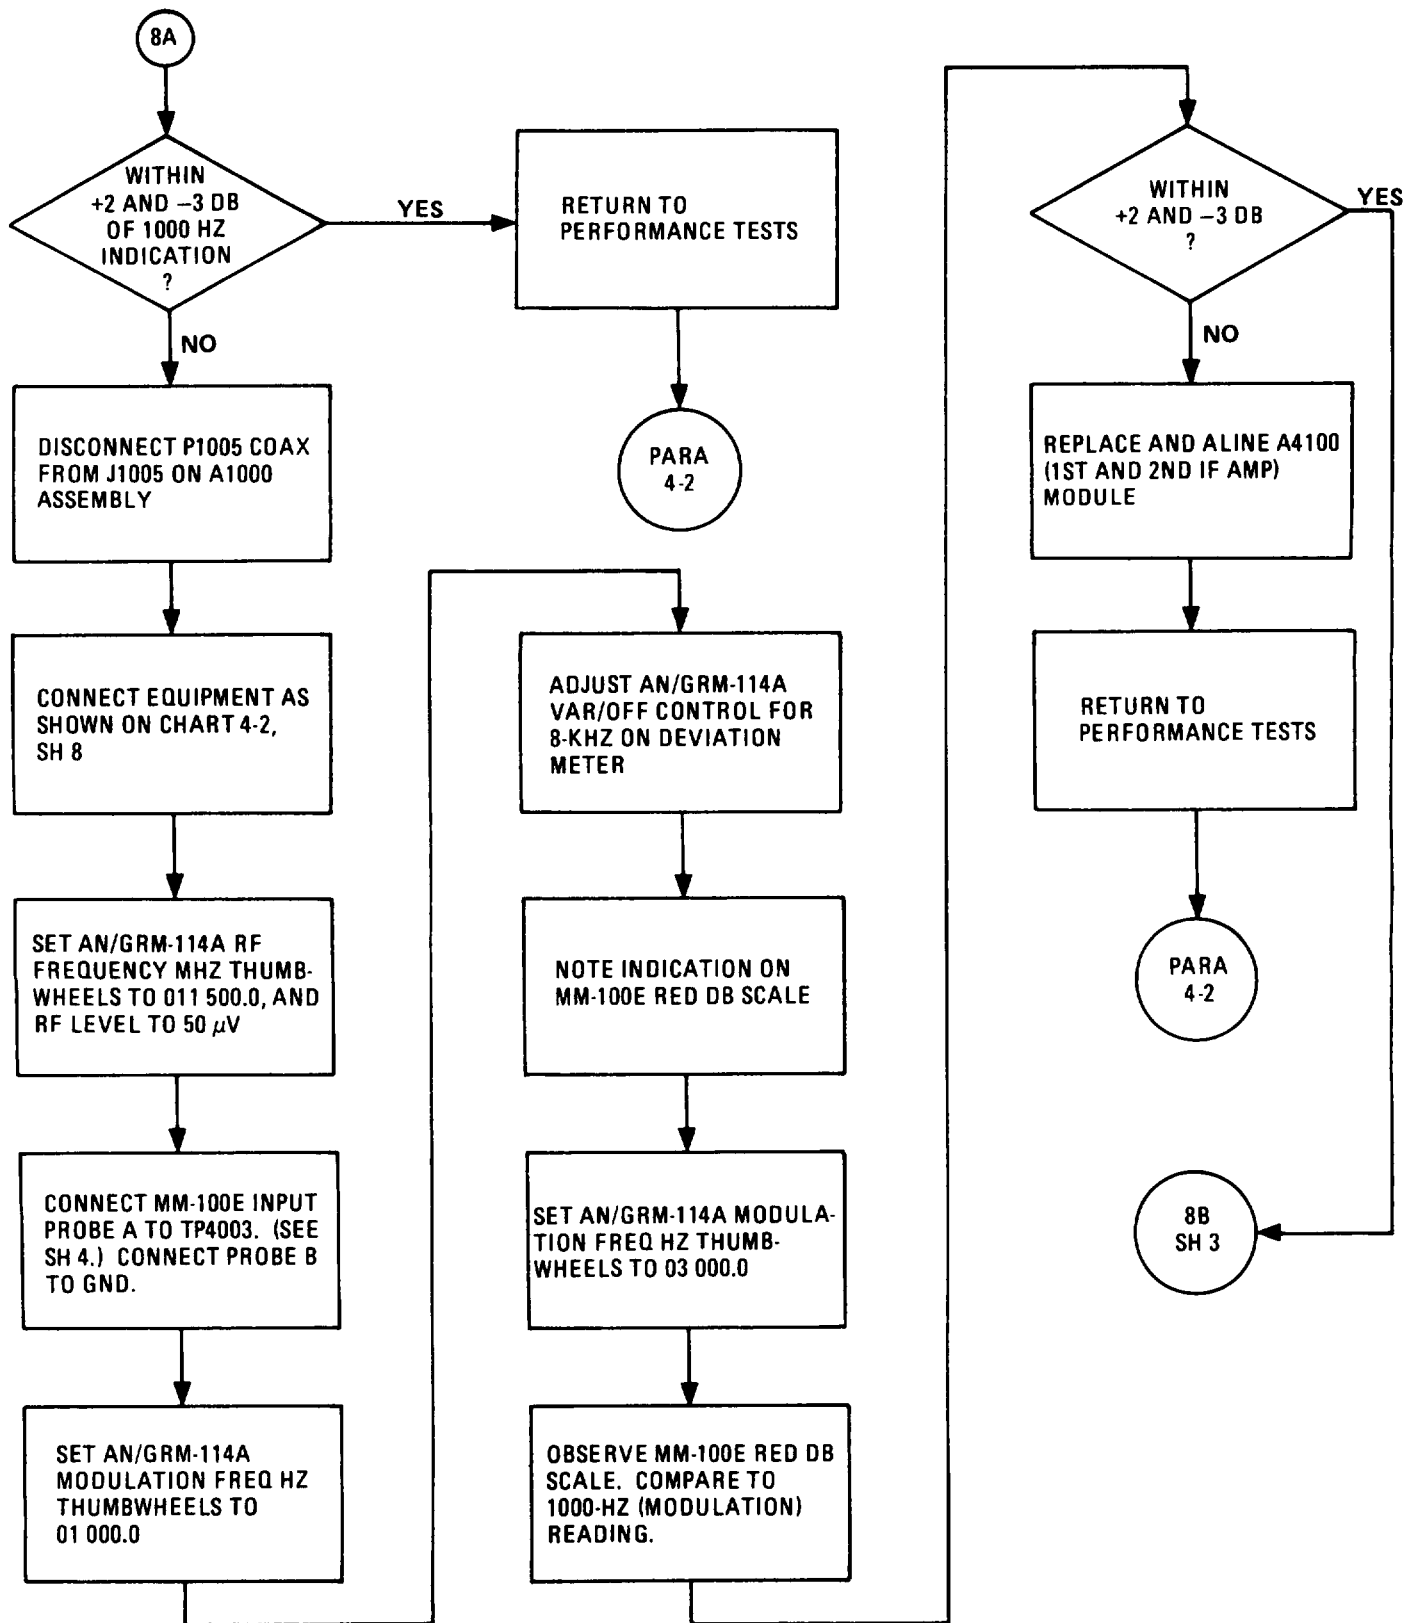 8A
WITHIN
+2 AND −3 DB
OF 1000 HZ
INDICATION
?
YES
RETURN TO
PERFORMANCE TESTS
PARA
4-2
NO
DISCONNECT P1005 COAX
FROM J1005 ON A1000
ASSEMBLY
CONNECT EQUIPMENT AS
SHOWN ON CHART 4-2,
SH 8
SET AN/GRM-114A RF
FREQUENCY MHZ THUMB-
WHEELS TO 011 500.0, AND
RF LEVEL TO 50 μV
CONNECT MM-100E INPUT
PROBE A TO TP4003. (SEE
SH 4.) CONNECT PROBE B
TO GND.
SET AN/GRM-114A
MODULATION FREQ HZ
THUMBWHEELS TO
01 000.0
ADJUST AN/GRM-114A
VAR/OFF CONTROL FOR
8-KHZ ON DEVIATION
METER
NOTE INDICATION ON
MM-100E RED DB SCALE
SET AN/GRM-114A MODULA-
TION FREQ HZ THUMB-
WHEELS TO 03 000.0
OBSERVE MM-100E RED DB
SCALE. COMPARE TO
1000-HZ (MODULATION)
READING.
WITHIN
+2 AND −3 DB
?
YES
NO
REPLACE AND ALINE A4100
(1ST AND 2ND IF AMP)
MODULE
RETURN TO
PERFORMANCE TESTS
PARA
4-2
8B
SH 3